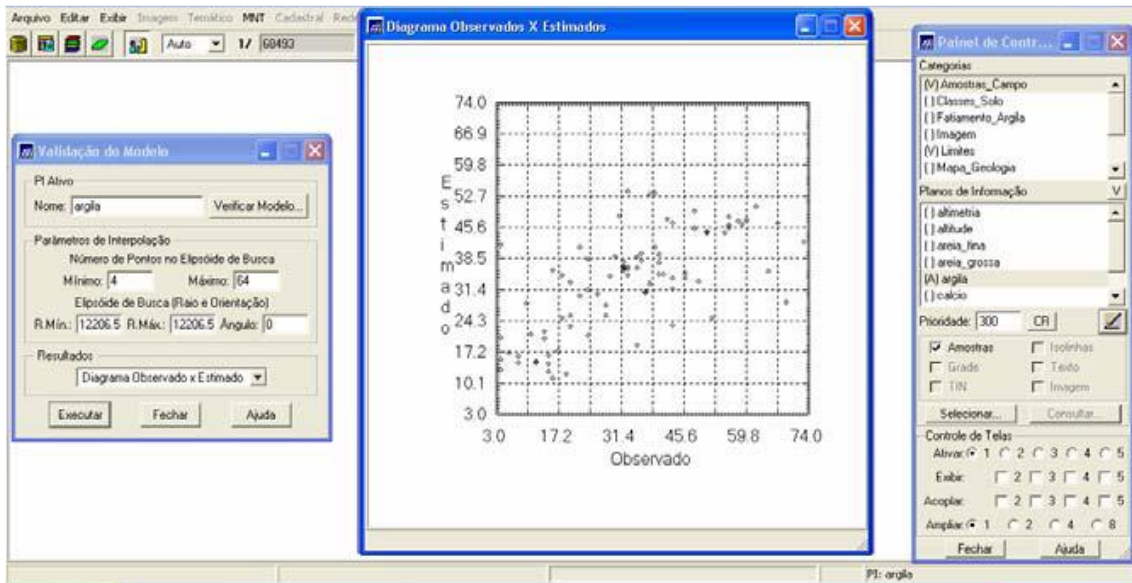 Arquivo Editar Exibir Imagem Temático MNT Cadastral Rede
Auto 1/ 68493
Validação do Modelo
PI Ativo
Nome: argila Verificar Modelo...
Parâmetros de Interpolação
Número de Pontos no Elipsóide de Busca
Mínimo: 4 Máximo: 64
Elipsóide de Busca (Raio e Orientação)
R.Mín.: 12206.5 R.Máx.: 12206.5 Ângulo: 0
Resultados
Diagrama Observado x Estimado
Executar Fechar Ajuda
Diagrama Observados X Estimados
74.0
66.9
59.8
52.7
45.6
38.5
31.4
24.3
17.2
10.1
3.0
Estimado
3.0 17.2 31.4 45.6 59.8 74.0
Observado
Painel de Contr...
Categorias
(V) Amostras_Campo
( ) Classes_Solo
( ) Fatiamento_Argila
( ) Imagem
(V) Limites
( ) Mapa_Geologia
Planos de Informação V
( ) altimetria
( ) altitude
( ) areia_fina
( ) areia_grossa
(A) argila
( ) calcio
Prioridade: 300 CR
Amostras Isolinhas
Grade Texto
TIN Imagem
Selecionar... Consultar...
Controle de Telas
Ativar: 1 2 3 4 5
Exibir: 2 3 4 5
Acoplar: 2 3 4 5
Ampliar: 1 2 4 8
Fechar Ajuda
PI: argila